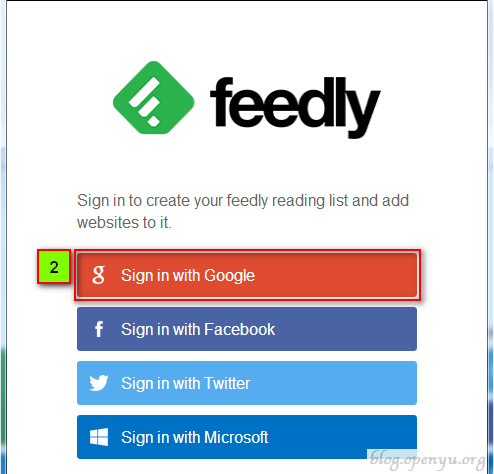 feedly
Sign in to create your feedly reading list and add
websites to it.
2
g Sign in with Google
f Sign in with Facebook
Sign in with Twitter
Sign in with Microsoft
blog.openyu.org